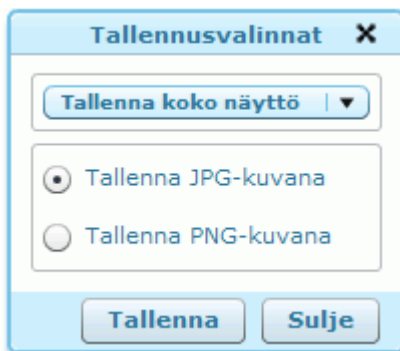 Tallennusvalinnat
Tallenna koko näyttö
Tallenna JPG-kuvana
Tallenna PNG-kuvana
Tallenna Sulje